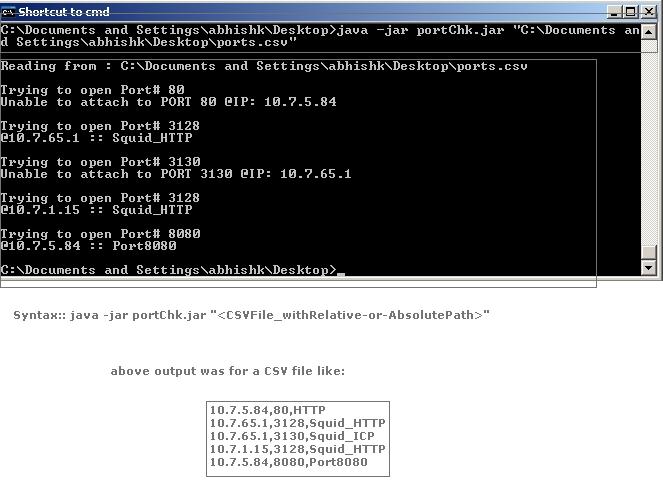 Shortcut to cmd
C:\Documents and Settings\abhishk\Desktop>java -jar portChk.jar "C:\Documents an
d Settings\abhishk\Desktop\ports.csv"
Reading from : C:\Documents and Settings\abhishk\Desktop\ports.csv
Trying to open Port# 80
Unable to attach to PORT 80 @IP: 10.7.5.84
Trying to open Port# 3128
@10.7.65.1 :: Squid_HTTP
Trying to open Port# 3130
Unable to attach to PORT 3130 @IP: 10.7.65.1
Trying to open Port# 3128
@10.7.1.15 :: Squid_HTTP
Trying to open Port# 8080
@10.7.5.84 :: Port8080
C:\Documents and Settings\abhishk\Desktop>_
Syntax:: java -jar portChk.jar "<CSVFile_withRelative-or-AbsolutePath>"
above output was for a CSV file like:
10.7.5.84,80,HTTP
10.7.65.1,3128,Squid_HTTP
10.7.65.1,3130,Squid_ICP
10.7.1.15,3128,Squid_HTTP
10.7.5.84,8080,Port8080